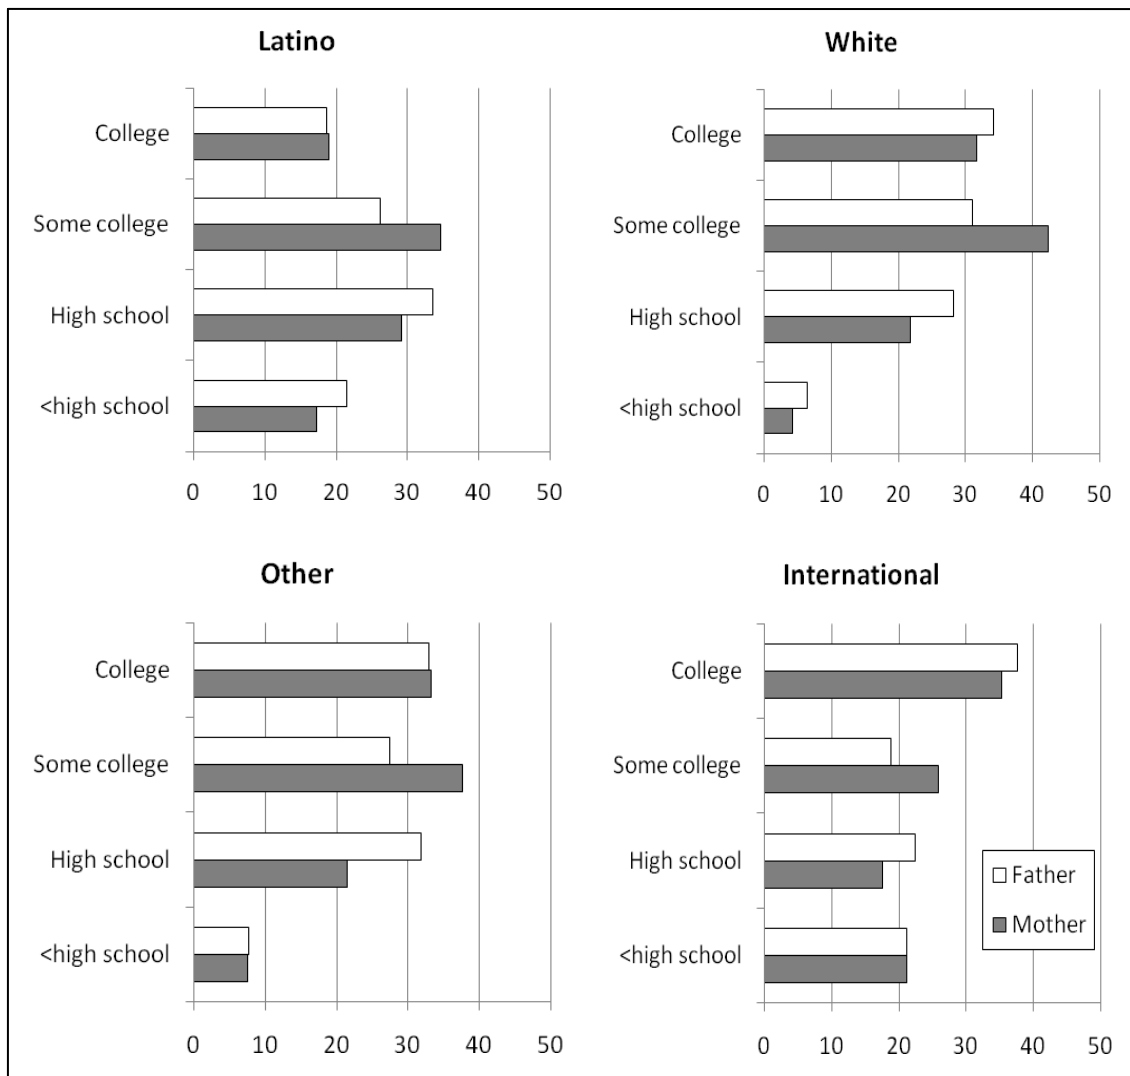 Latino
College
Some college
High school
<high school
0 10 20 30 40 50
White
College
Some college
High school
<high school
0 10 20 30 40 50
Other
College
Some college
High school
<high school
0 10 20 30 40 50
International
College
Some college
High school
<high school
0 10 20 30 40 50
Father
Mother